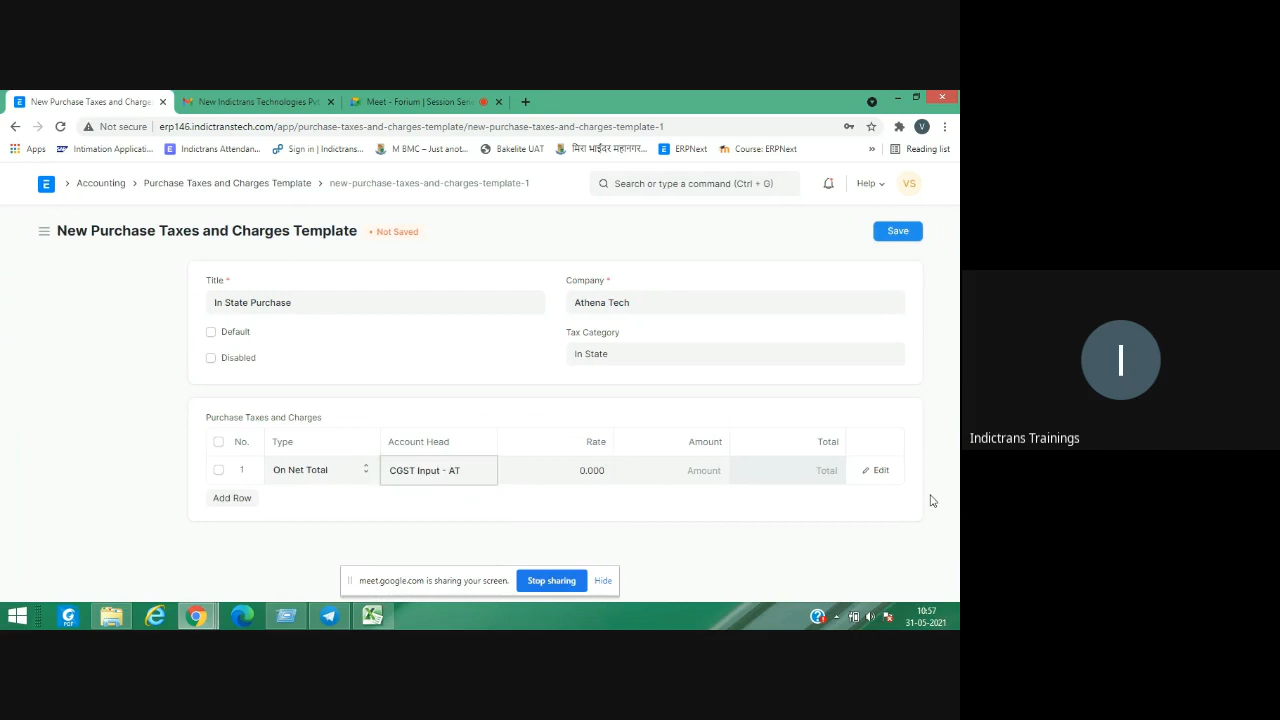 New Purchase Taxes and Charge
New Indictrans Technologies Pvt
Meet - Forium | Session Serie
Not secure
erp146.indictranstech.com/app/purchase-taxes-and-charges-template/new-purchase-taxes-and-charges-template-1
V
Apps
Intimation Applicati...
Indictrans Attendan...
Sign in | Indictrans...
M BMC – Just anot...
Bakelite UAT
मिरा भाईंदर महानगर...
ERPNext
Course: ERPNext
»
Reading list
Accounting
Purchase Taxes and Charges Template
new-purchase-taxes-and-charges-template-1
Search or type a command (Ctrl + G)
Help
VS
New Purchase Taxes and Charges Template
• Not Saved
Save
Title *
In State Purchase
Company *
Athena Tech
Default
Tax Category
Disabled
In State
Purchase Taxes and Charges
No. Type Account Head Rate Amount Total
1 On Net Total CGST Input - AT 0.000 Amount Total Edit
Add Row
meet.google.com is sharing your screen. Stop sharing Hide
10:57
31-05-2021
I
Indictrans Trainings